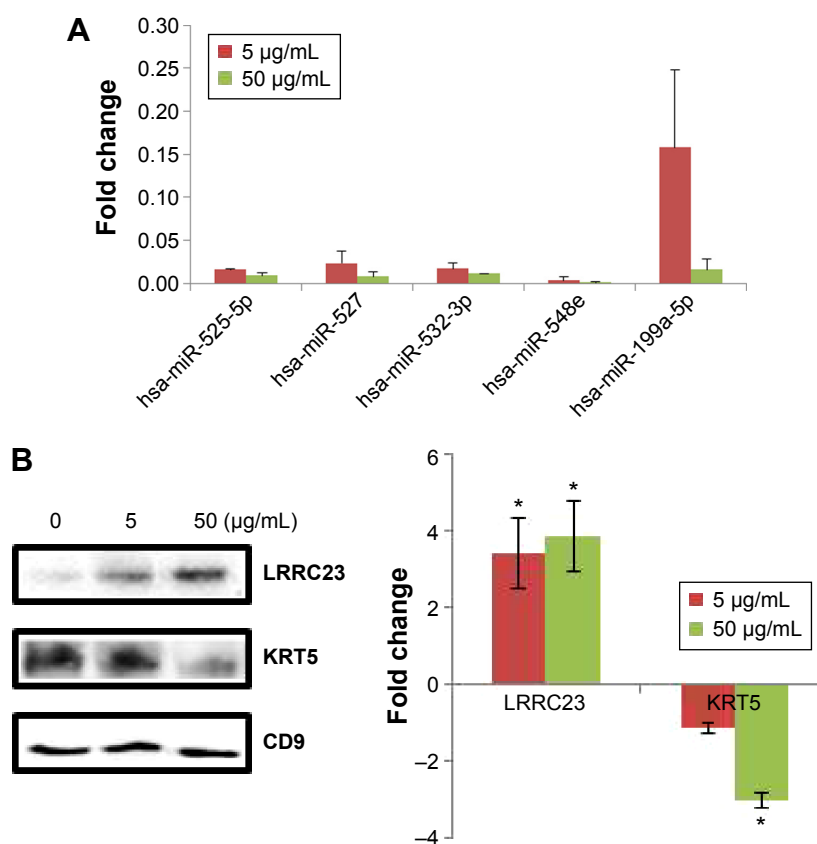 A
Fold change
0.30
0.25
0.20
0.15
0.10
0.05
0.00
5 µg/mL
50 µg/mL
hsa-miR-525-5p
hsa-miR-527
hsa-miR-532-3p
hsa-miR-548e
hsa-miR-199a-5p
B
0 5 50 (µg/mL)
LRRC23
KRT5
CD9
Fold change
6
4
2
0
–2
–4
* *
5 µg/mL
50 µg/mL
LRRC23 KRT5
*